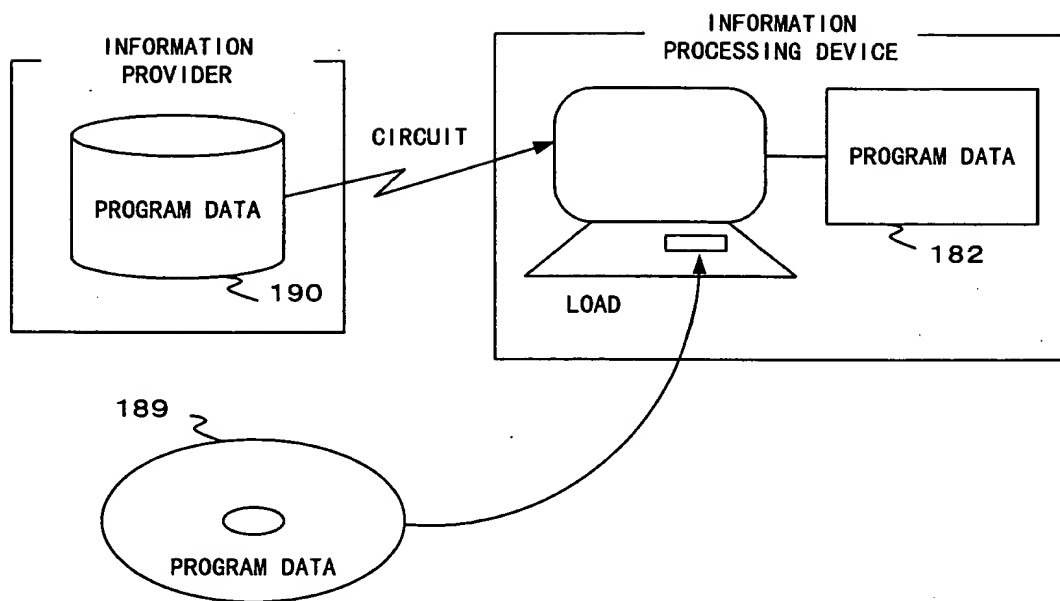 INFORMATION
PROVIDER
PROGRAM DATA
190
CIRCUIT
INFORMATION
PROCESSING DEVICE
PROGRAM DATA
182
LOAD
189
PROGRAM DATA